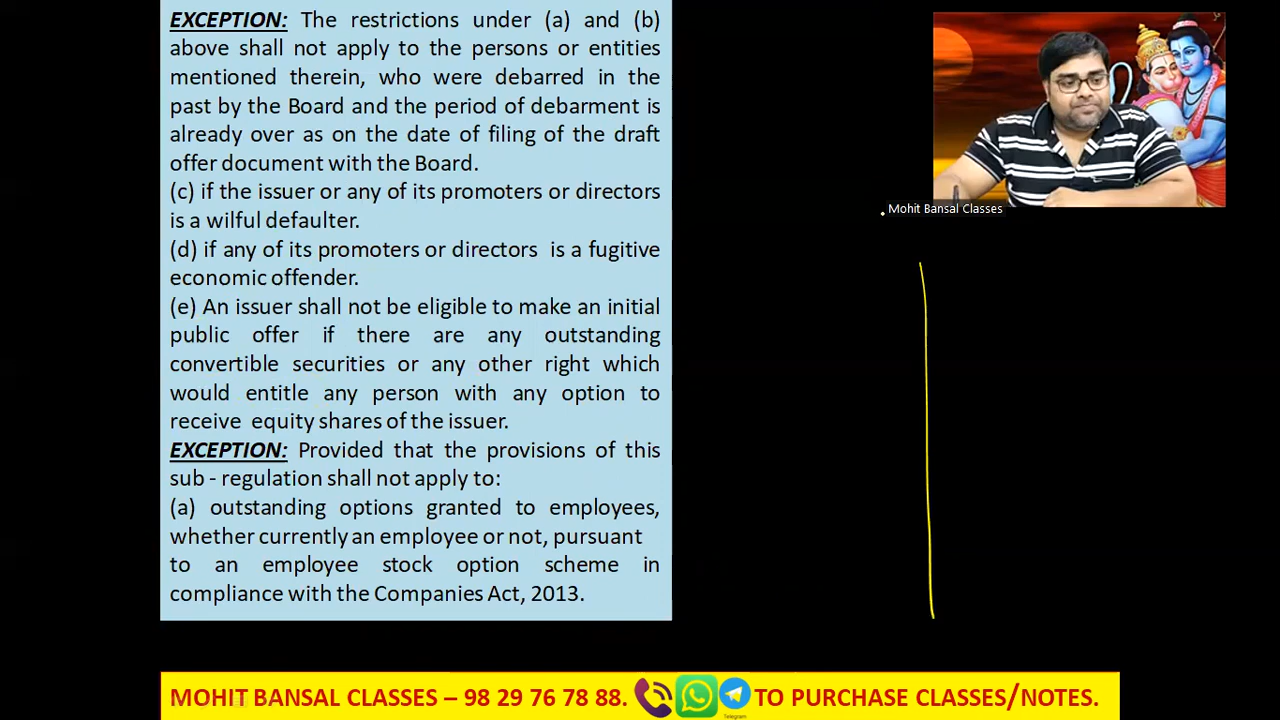 EXCEPTION: The restrictions under (a) and (b)
above shall not apply to the persons or entities
mentioned therein, who were debarred in the
past by the Board and the period of debarment is
already over as on the date of filing of the draft
offer document with the Board.
(c) if the issuer or any of its promoters or directors
is a wilful defaulter.
(d) if any of its promoters or directors is a fugitive
economic offender.
(e) An issuer shall not be eligible to make an initial
public offer if there are any outstanding
convertible securities or any other right which
would entitle any person with any option to
receive equity shares of the issuer.
EXCEPTION: Provided that the provisions of this
sub - regulation shall not apply to:
(a) outstanding options granted to employees,
whether currently an employee or not, pursuant
to an employee stock option scheme in
compliance with the Companies Act, 2013.
Mohit Bansal Classes
MOHIT BANSAL CLASSES – 98 29 76 78 88. TO PURCHASE CLASSES/NOTES.
Telegram